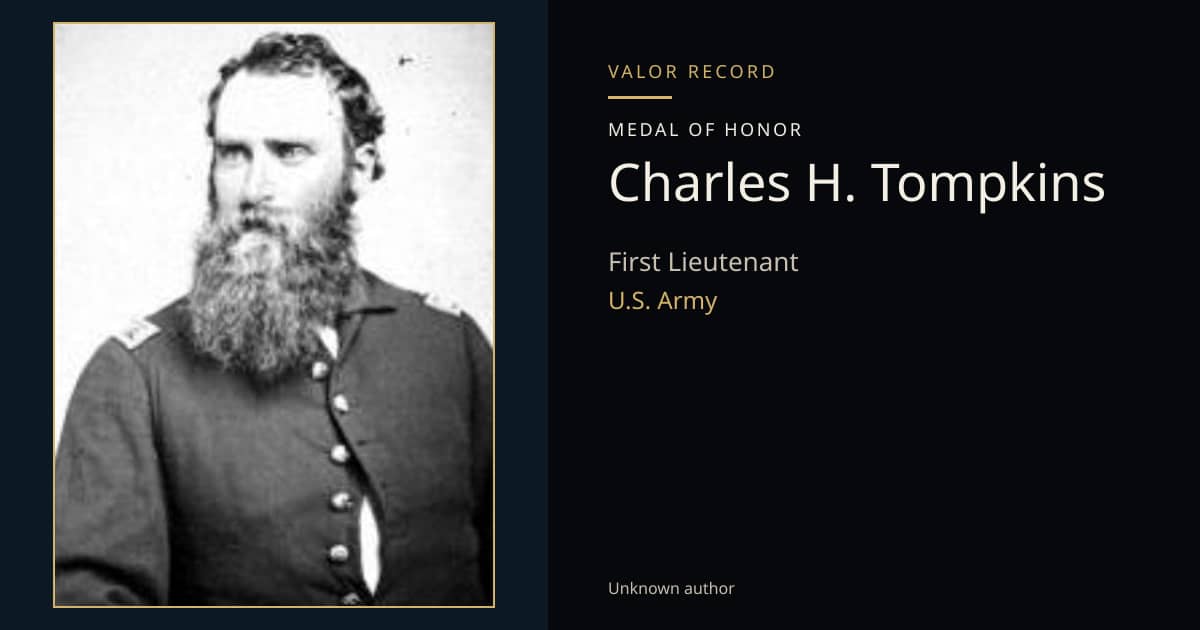 VALOR RECORD
MEDAL OF HONOR
Charles H. Tompkins
First Lieutenant
U.S. Army
Unknown author